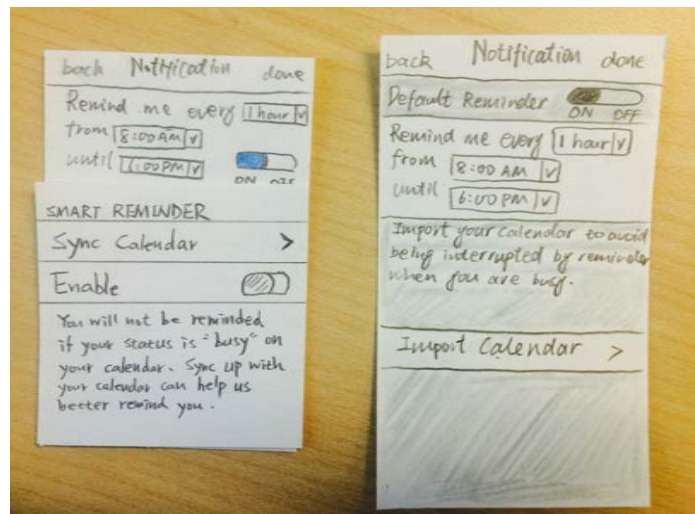 back Notification done
Remind me every 1 hour
from 8:00 AM
until 6:00 PM
ON OFF
SMART REMINDER
Sync Calendar >
Enable
You will not be reminded
if your status is "busy" on
your calendar. Sync up with
your calendar can help us
better remind you.
back Notification done
Default Reminder
ON OFF
Remind me every 1 hour
from 8:00 AM
until 6:00 PM
Import your calendar to avoid
being interrupted by reminder
when you are busy.
Import Calendar >